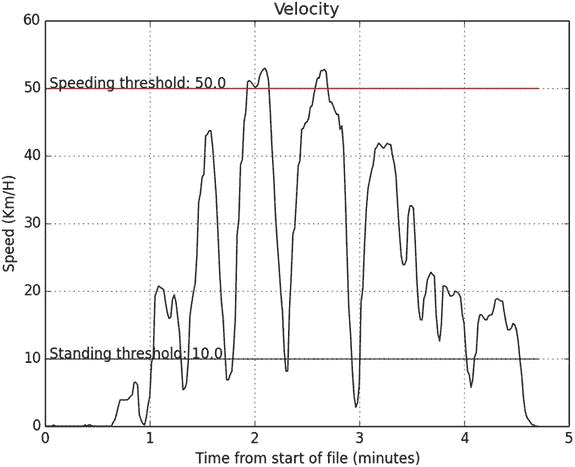 Velocity
60
50
40
30
20
10
0
Speed (Km/H)
Speeding threshold: 50.0
Standing threshold: 10.0
0 1 2 3 4 5
Time from start of file (minutes)